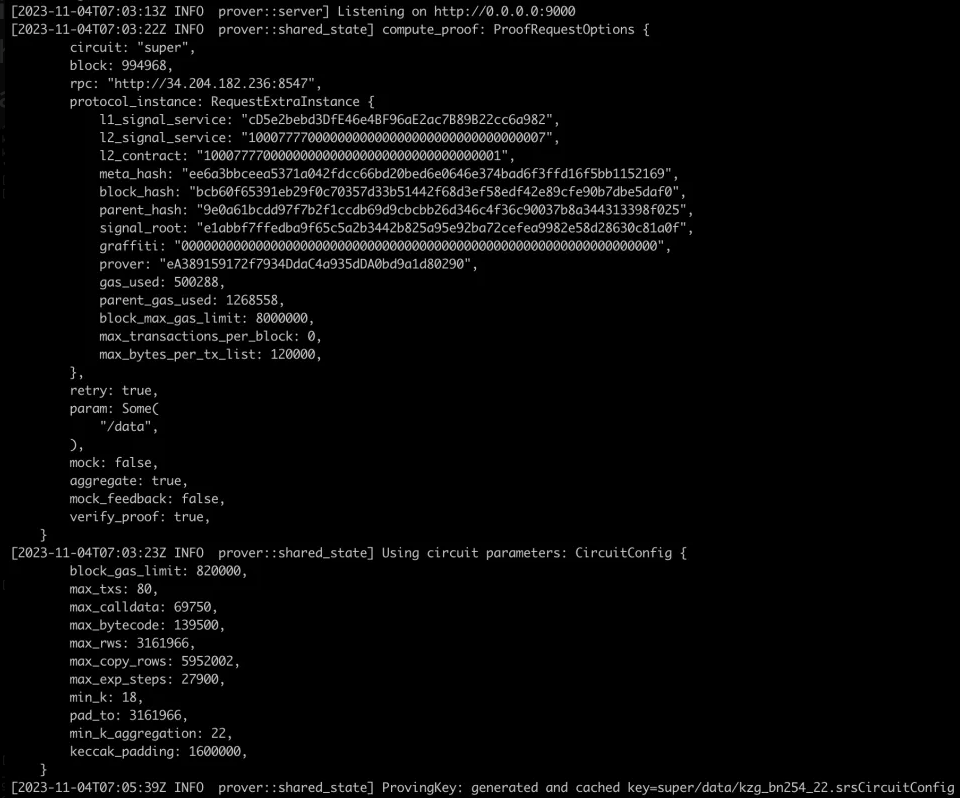 [2023-11-04T07:03:13Z INFO  prover::server] Listening on http://0.0.0.0:9000
[2023-11-04T07:03:22Z INFO  prover::shared_state] compute_proof: ProofRequestOptions {
        circuit: "super",
        block: 994968,
        rpc: "http://34.204.182.236:8547",
        protocol_instance: RequestExtraInstance {
            l1_signal_service: "cD5e2bebd3DfE46e4BF96aE2ac7B89B22cc6a982",
            l2_signal_service: "1000777700000000000000000000000000000007",
            l2_contract: "1000777700000000000000000000000000000001",
            meta_hash: "ee6a3bbceea5371a042fdcc66bd20bed6e0646e374bad6f3ffd16f5bb1152169",
            block_hash: "bcb60f65391eb29f0c70357d33b51442f68d3ef58edf42e89cfe90b7dbe5daf0",
            parent_hash: "9e0a61bcdd97f7b2f1ccdb69d9cbcbb26d346c4f36c90037b8a344313398f025",
            signal_root: "e1abbf7ffedba9f65c5a2b3442b825a95e92ba72cefea9982e58d28630c81a0f",
            graffiti: "0000000000000000000000000000000000000000000000000000000000000000",
            prover: "eA389159172f7934DdaC4a935dDA0bd9a1d80290",
            gas_used: 500288,
            parent_gas_used: 1268558,
            block_max_gas_limit: 8000000,
            max_transactions_per_block: 0,
            max_bytes_per_tx_list: 120000,
        },
        retry: true,
        param: Some(
            "/data",
        ),
        mock: false,
        aggregate: true,
        mock_feedback: false,
        verify_proof: true,
    }
[2023-11-04T07:03:23Z INFO  prover::shared_state] Using circuit parameters: CircuitConfig {
        block_gas_limit: 820000,
        max_txs: 80,
        max_calldata: 69750,
        max_bytecode: 139500,
        max_rws: 3161966,
        max_copy_rows: 5952002,
        max_exp_steps: 27900,
        min_k: 18,
        pad_to: 3161966,
        min_k_aggregation: 22,
        keccak_padding: 1600000,
    }
[2023-11-04T07:05:39Z INFO  prover::shared_state] ProvingKey: generated and cached key=super/data/kzg_bn254_22.srsCircuitConfig